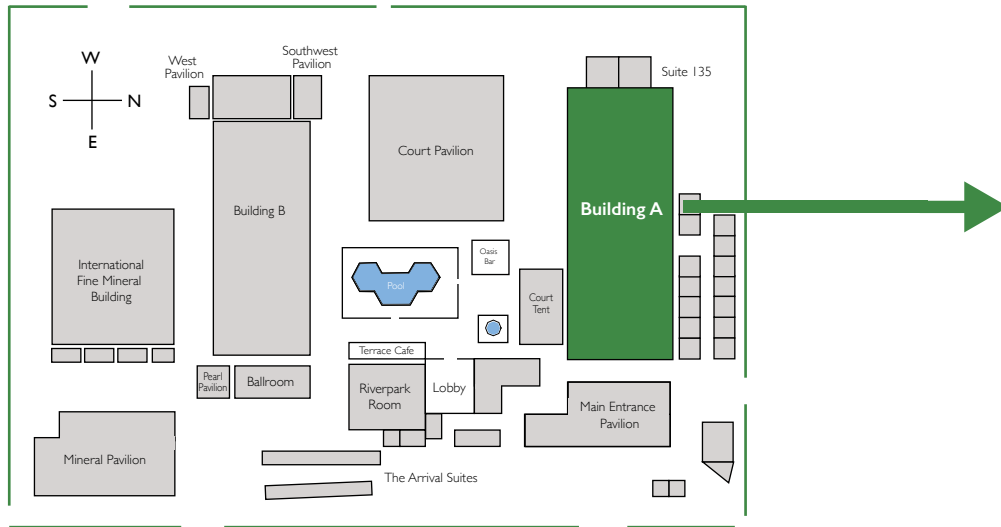 W
S N
E
West
Pavilion
Southwest
Pavilion
Suite 135
Court Pavilion
Building B
Building A
International
Fine Mineral
Building
Oasis
Bar
Pool
Court
Tent
Terrace Cafe
Pearl
Pavilion
Ballroom
Riverpark
Room
Lobby
Main Entrance
Pavilion
Mineral Pavilion
The Arrival Suites